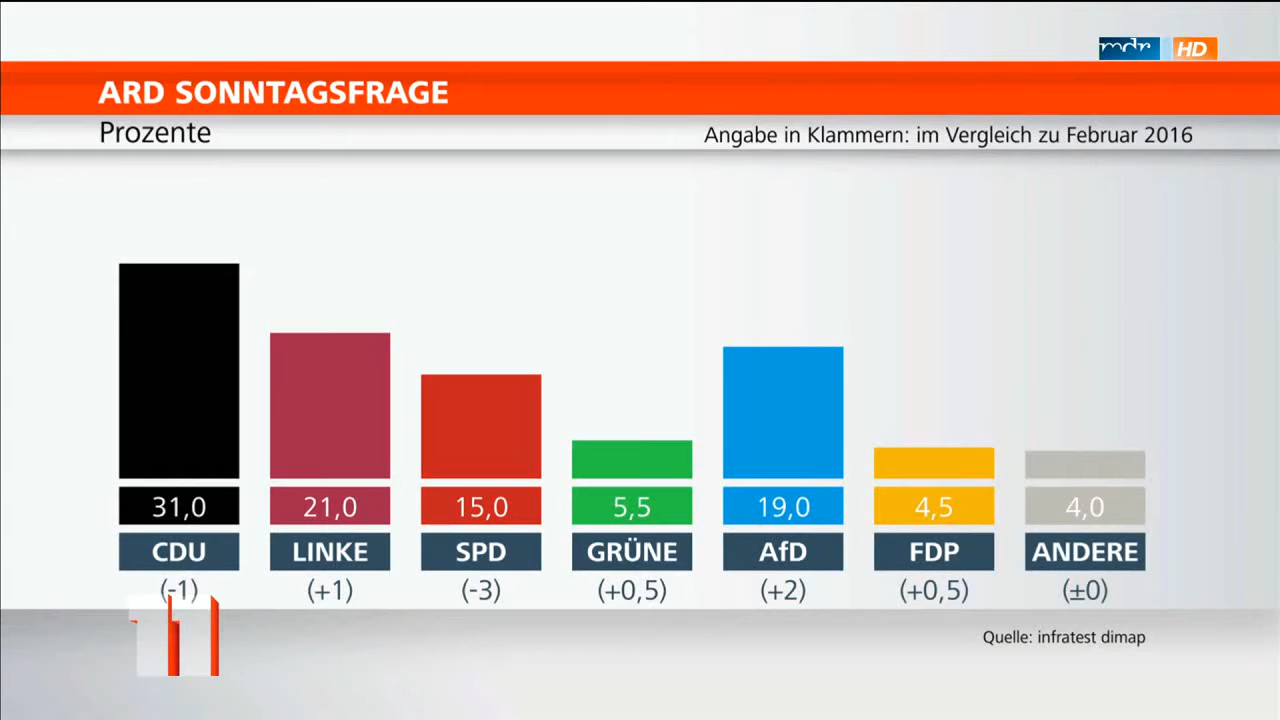 mdr HD
ARD SONNTAGSFRAGE
Prozente
Angabe in Klammern: im Vergleich zu Februar 2016
31,0 21,0 15,0 5,5 19,0 4,5 4,0
CDU LINKE SPD GRÜNE AfD FDP ANDERE
(-1) (+1) (-3) (+0,5) (+2) (+0,5) (±0)
Quelle: infratest dimap